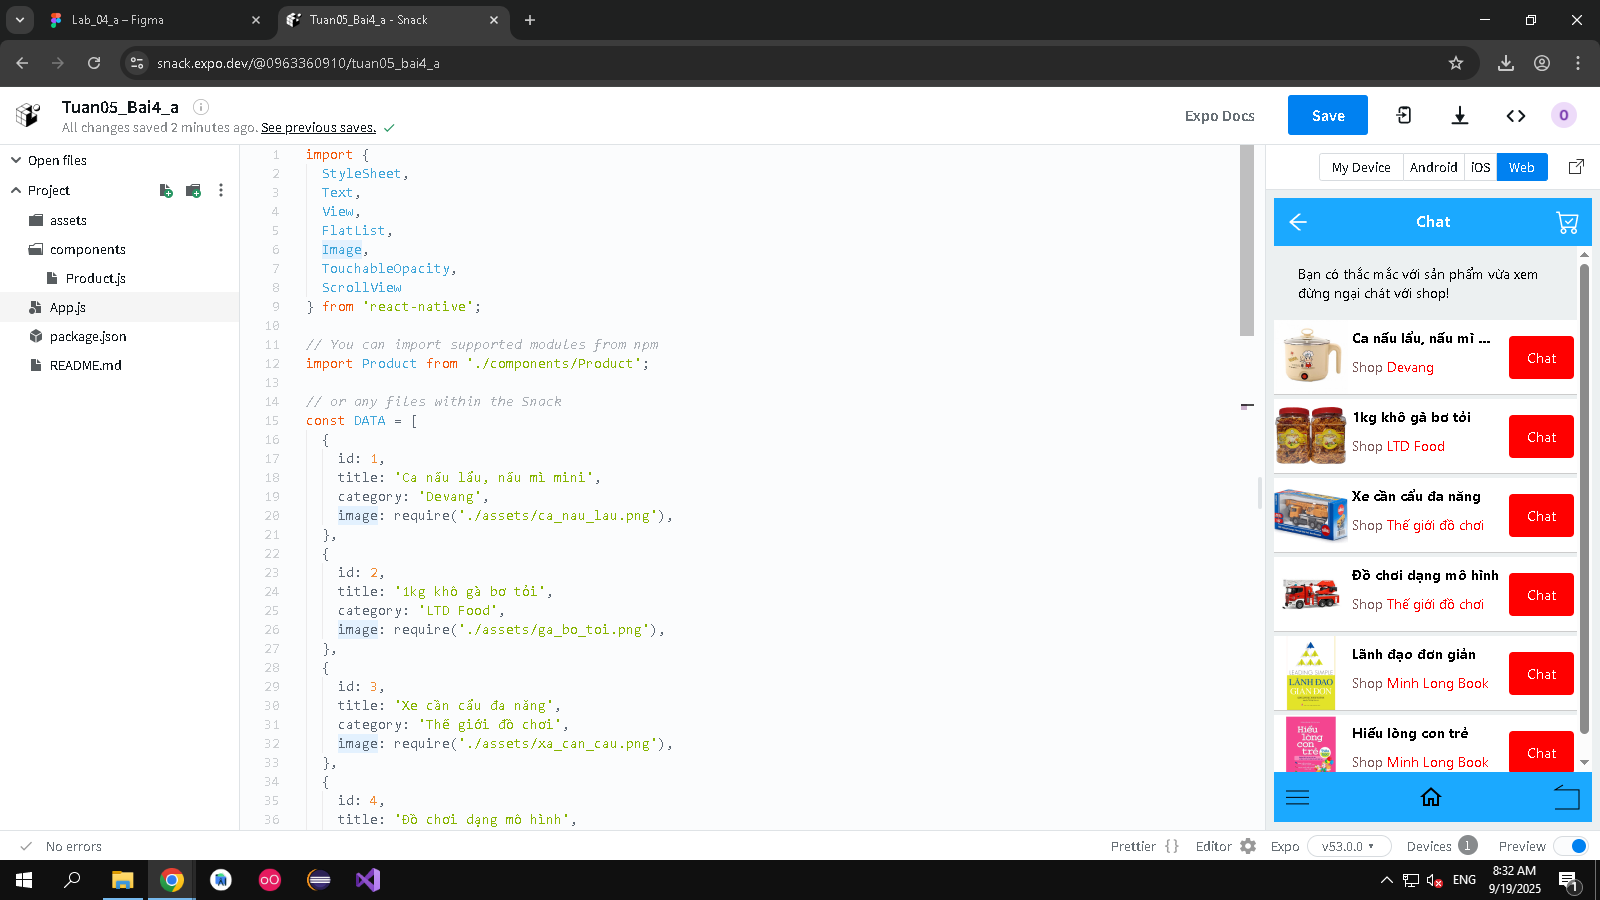 Lab_04_a – Figma
Tuan05_Bai4_a - Snack
snack.expo.dev/@0963360910/tuan05_bai4_a
Tuan05_Bai4_a
All changes saved 2 minutes ago. See previous saves.
Expo Docs
Save
O
Open files
Project
assets
components
Product.js
App.js
package.json
README.md
1 import {
2 StyleSheet,
3 Text,
4 View,
5 FlatList,
6 Image,
7 TouchableOpacity,
8 ScrollView
9 } from 'react-native';
10
11 // You can import supported modules from npm
12 import Product from './components/Product';
13
14 // or any files within the Snack
15 const DATA = [
16 {
17 id: 1,
18 title: 'Ca nấu lẩu, nấu mì mini',
19 category: 'Devang',
20 image: require('./assets/ca_nau_lau.png'),
21 },
22 {
23 id: 2,
24 title: '1kg khô gà bơ tỏi',
25 category: 'LTD Food',
26 image: require('./assets/ga_bo_toi.png'),
27 },
28 {
29 id: 3,
30 title: 'Xe cần cẩu đa năng',
31 category: 'Thế giới đồ chơi',
32 image: require('./assets/xa_can_cau.png'),
33 },
34 {
35 id: 4,
36 title: 'Đồ chơi dạng mô hình',
My Device
Android
iOS
Web
Chat
Bạn có thắc mắc với sản phẩm vừa xem
đừng ngại chát với shop!
Ca nấu lẩu, nấu mì ...
Shop Devang
Chat
1kg khô gà bơ tỏi
Shop LTD Food
Chat
Xe cần cẩu đa năng
Shop Thế giới đồ chơi
Chat
Đồ chơi dạng mô hình
Shop Thế giới đồ chơi
Chat
LEADING SIMPLE
LÃNH ĐẠO
GIẢN ĐƠN
Lãnh đạo đơn giản
Shop Minh Long Book
Chat
Hiểu
lòng
con trẻ
Hiểu lòng con trẻ
Shop Minh Long Book
Chat
No errors
Prettier {}
Editor
Expo
v53.0.0
Devices 1
Preview
ENG
8:32 AM
9/19/2025
1